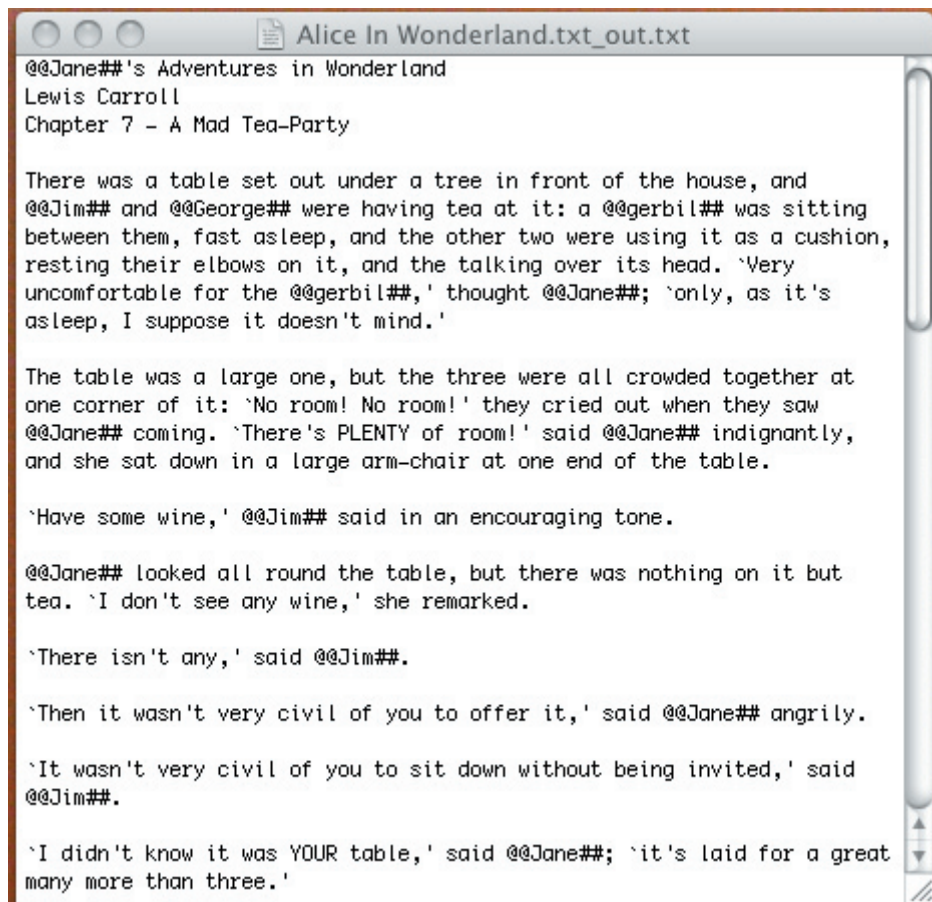 Alice In Wonderland.txt_out.txt
@@Jane##'s Adventures in Wonderland
Lewis Carroll
Chapter 7 - A Mad Tea-Party
There was a table set out under a tree in front of the house, and
@@Jim## and @@George## were having tea at it: a @@gerbil## was sitting
between them, fast asleep, and the other two were using it as a cushion,
resting their elbows on it, and the talking over its head. `Very
uncomfortable for the @@gerbil##,' thought @@Jane##; `only, as it's
asleep, I suppose it doesn't mind.'
The table was a large one, but the three were all crowded together at
one corner of it: `No room! No room!' they cried out when they saw
@@Jane## coming. `There's PLENTY of room!' said @@Jane## indignantly,
and she sat down in a large arm-chair at one end of the table.
`Have some wine,' @@Jim## said in an encouraging tone.
@@Jane## looked all round the table, but there was nothing on it but
tea. `I don't see any wine,' she remarked.
`There isn't any,' said @@Jim##.
`Then it wasn't very civil of you to offer it,' said @@Jane## angrily.
`It wasn't very civil of you to sit down without being invited,' said
@@Jim##.
`I didn't know it was YOUR table,' said @@Jane##; `it's laid for a great
many more than three.'